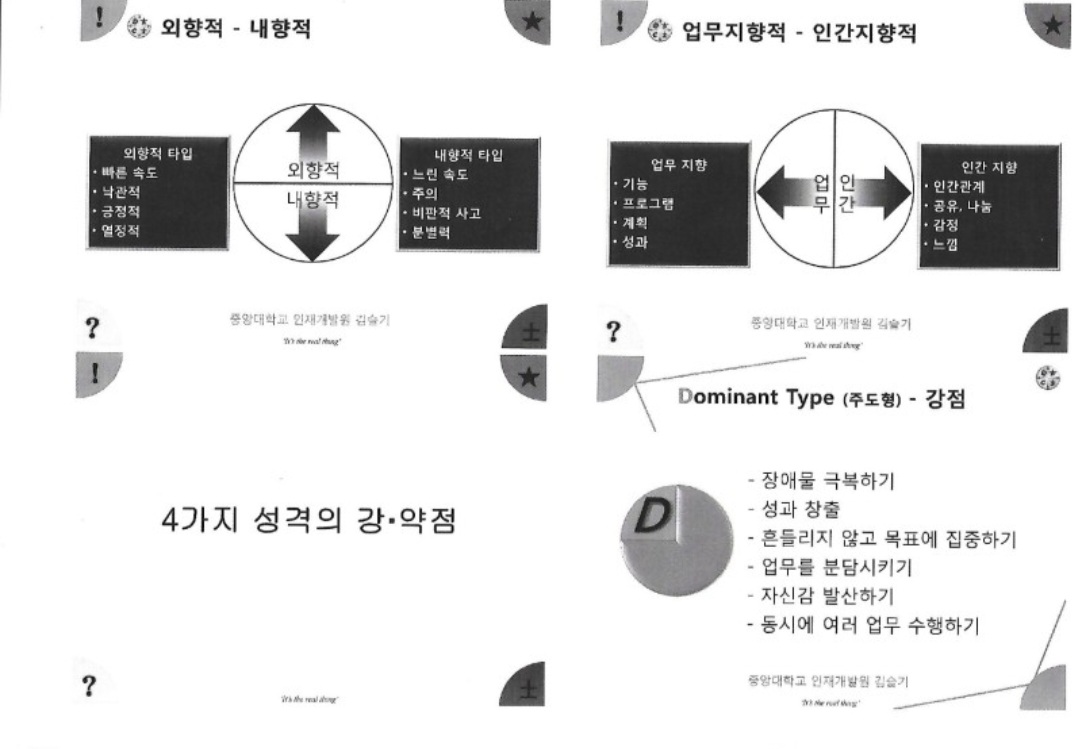 !
★
외향적 - 내향적
외향적 타입
• 빠른 속도
• 낙관적
• 긍정적
• 열정적
외향적
내향적
내향적 타입
• 느린 속도
• 주의
• 비판적 사고
• 분별력
?
중앙대학교 인재개발원 김슬기
"It's the real thing"
土
!
★
업무지향적 - 인간지향적
업무 지향
• 기능
• 프로그램
• 계획
• 성과
업 인
무 간
인간 지향
• 인간관계
• 공유, 나눔
• 감정
• 느낌
?
중앙대학교 인재개발원 김슬기
"It's the real thing"
土
!
★
4가지 성격의 강·약점
?
"It's the real thing"
土
Dominant Type (주도형) - 강점
D
- 장애물 극복하기
- 성과 창출
- 흔들리지 않고 목표에 집중하기
- 업무를 분담시키기
- 자신감 발산하기
- 동시에 여러 업무 수행하기
중앙대학교 인재개발원 김슬기
"It's the real thing"